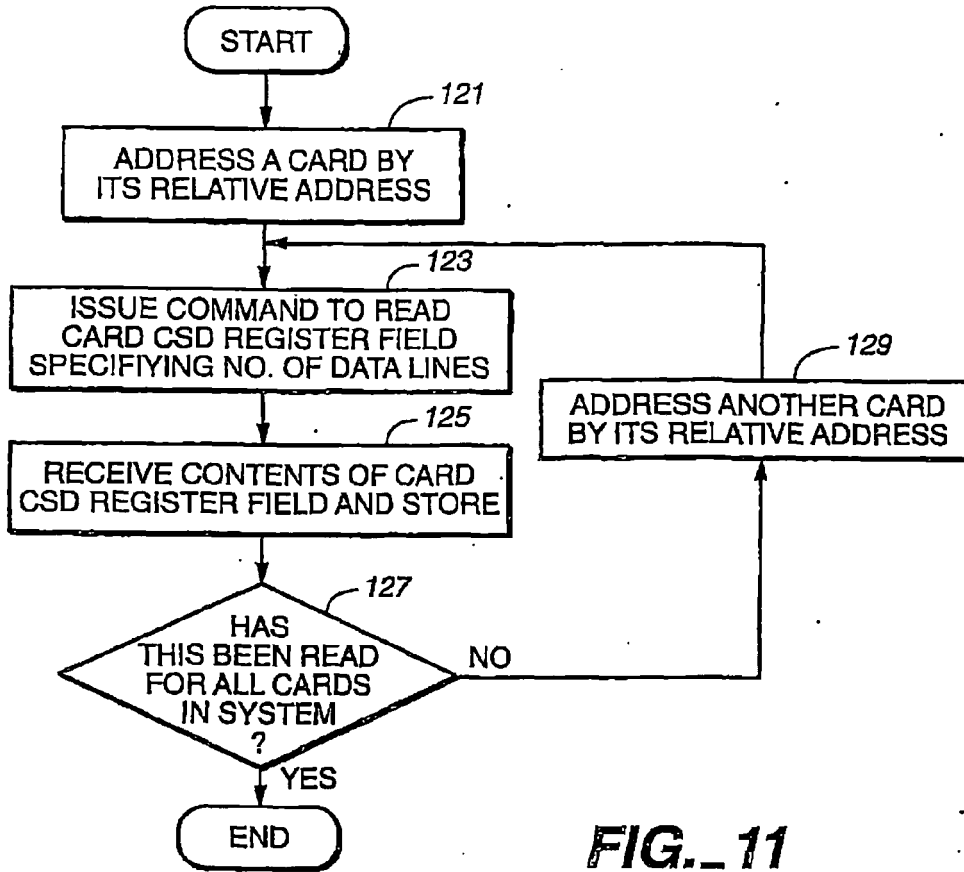 START
121
ADDRESS A CARD BY
ITS RELATIVE ADDRESS
123
ISSUE COMMAND TO READ
CARD CSD REGISTER FIELD
SPECIFIYING NO. OF DATA LINES
129
ADDRESS ANOTHER CARD
BY ITS RELATIVE ADDRESS
125
RECEIVE CONTENTS OF CARD
CSD REGISTER FIELD AND STORE
127
HAS
THIS BEEN READ
FOR ALL CARDS
IN SYSTEM
?
NO
YES
END
FIG._11